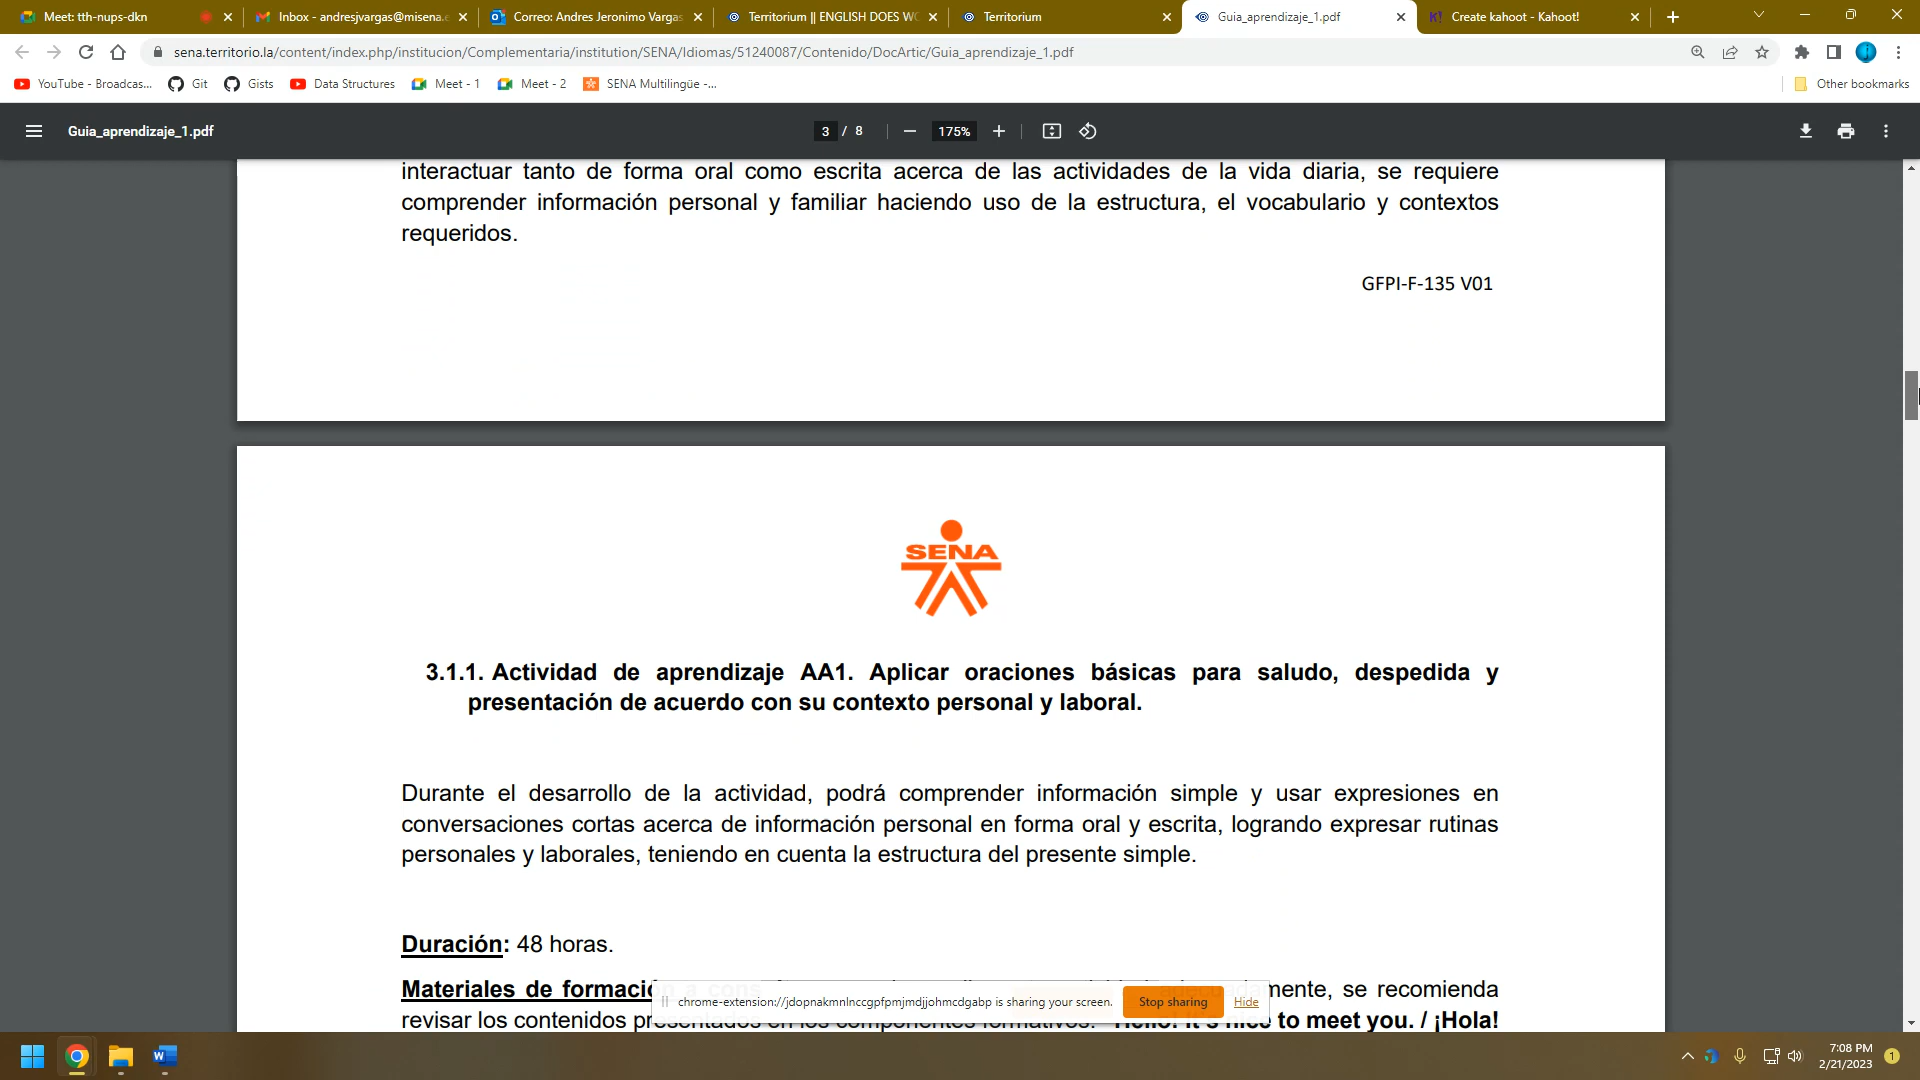 Meet: tth-nups-dkn
Inbox - andresjvargas@misena.e
Correo: Andres Jeronimo Vargas
Territorium || ENGLISH DOES WO
Territorium
Guia_aprendizaje_1.pdf
Create kahoot - Kahoot!
sena.territorio.la/content/index.php/institucion/Complementaria/institution/SENA/Idiomas/51240087/Contenido/DocArtic/Guia_aprendizaje_1.pdf
YouTube - Broadcas...
Git
Gists
Data Structures
Meet - 1
Meet - 2
SENA Multilingüe -...
Other bookmarks
Guia_aprendizaje_1.pdf
3 / 8
175%
interactuar tanto de forma oral como escrita acerca de las actividades de la vida diaria, se requiere
comprender información personal y familiar haciendo uso de la estructura, el vocabulario y contextos
requeridos.
GFPI-F-135 V01
SENA
3.1.1. Actividad de aprendizaje AA1. Aplicar oraciones básicas para saludo, despedida y
presentación de acuerdo con su contexto personal y laboral.
Durante el desarrollo de la actividad, podrá comprender información simple y usar expresiones en
conversaciones cortas acerca de información personal en forma oral y escrita, logrando expresar rutinas
personales y laborales, teniendo en cuenta la estructura del presente simple.
Duración: 48 horas.
Materiales de formación a se recomienda
revisar los contenidos presentados en los componentes formativos: Hello! It's nice to meet you. / ¡Hola!
chrome-extension://jdopnakmnlnccgpfpmjmdjjohmcdgabp is sharing your screen.
Stop sharing
Hide
7:08 PM
2/21/2023
1